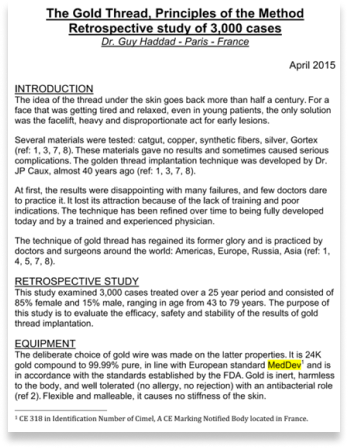 The Gold Thread, Principles of the Method
Retrospective study of 3,000 cases
Dr. Guy Haddad - Paris - France
April 2015
INTRODUCTION
The idea of the thread under the skin goes back more than half a century. For a
face that was getting tired and relaxed, even in young patients, the only solution
was the facelift, heavy and disproportionate act for early lesions.
Several materials were tested: catgut, copper, synthetic fibers, silver, Gortex
(ref: 1, 3, 7, 8). These materials gave no results and sometimes caused serious
complications. The golden thread implantation technique was developed by Dr.
JP Caux, almost 40 years ago (ref: 1, 3, 7, 8).
At first, the results were disappointing with many failures, and few doctors dare
to practice it. It lost its attraction because of the lack of training and poor
indications. The technique has been refined over time to being fully developed
today and by a trained and experienced physician.
The technique of gold thread has regained its former glory and is practiced by
doctors and surgeons around the world: Americas, Europe, Russia, Asia (ref: 1,
4, 5, 7, 8).
RETROSPECTIVE STUDY
This study examined 3,000 cases treated over a 25 year period and consisted of
85% female and 15% male, ranging in age from 43 to 79 years. The purpose of
this study is to evaluate the efficacy, safety and stability of the results of gold
thread implantation.
EQUIPMENT
The deliberate choice of gold wire was made on the latter properties. It is 24K
gold compound to 99.99% pure, in line with European standard MedDev¹ and is
in accordance with the standards established by the FDA. Gold is inert, harmless
to the body, and well tolerated (no allergy, no rejection) with an antibacterial role
(ref 2). Flexible and malleable, it causes no stiffness of the skin.
¹ CE 318 in Identification Number of Cimel, A CE Marking Notified Body located in France.